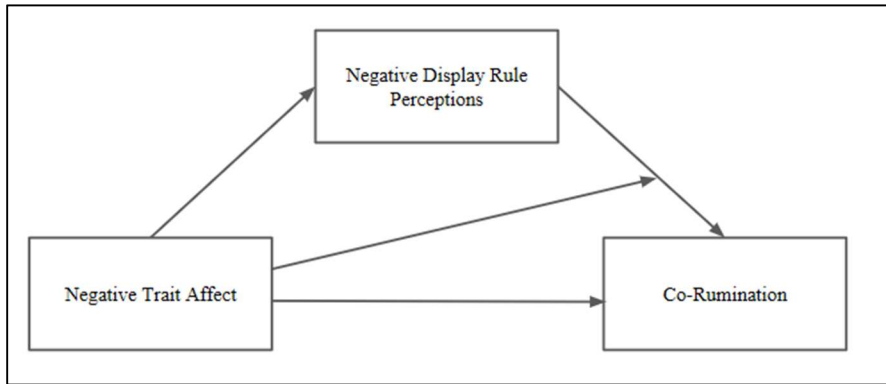 Negative Display Rule
Perceptions
Negative Trait Affect
Co-Rumination